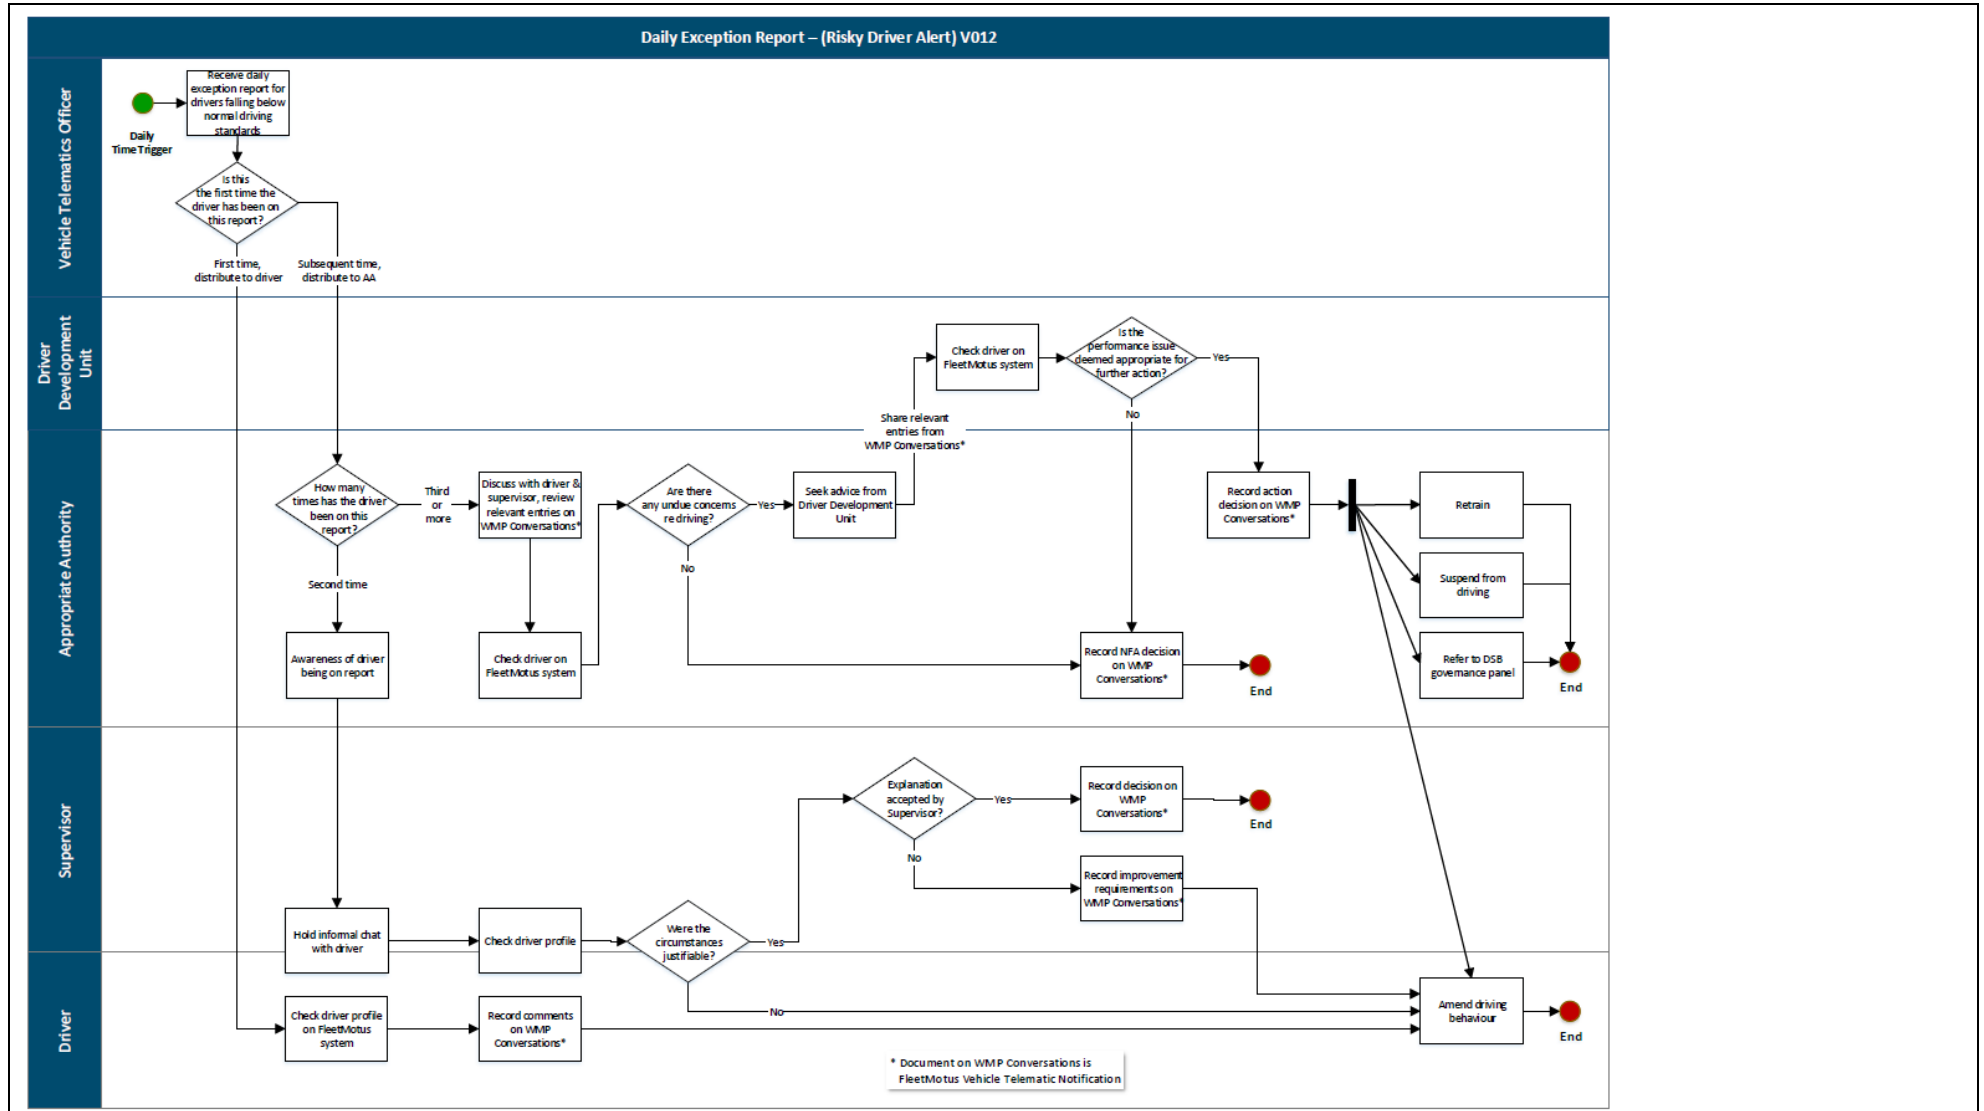 Daily Exception Report – (Risky Driver Alert) V012
Vehicle Telematics Officer
Receive daily
exception report for
drivers falling below
normal driving
standards
Daily
Time Trigger
Is this
the first time the
driver has been on
this report?
First time,
distribute to driver
Subsequent time,
distribute to AA
Driver
Development
Unit
Check driver on
FleetMotus system
Is the
performance issue
deemed appropriate for
further action?
Yes
No
Share relevant
entries from
WMP Conversations*
Appropriate Authority
How many
times has the driver
been on this
report?
Third
or
more
Discuss with driver &
supervisor, review
relevant entries on
WMP Conversations*
Are there
any undue concerns
re driving?
Yes
Seek advice from
Driver Development
Unit
Record action
decision on WMP
Conversations*
Retrain
No
Second time
Suspend from
driving
Awareness of driver
being on report
Check driver on
FleetMotus system
Record NFA decision
on WMP
Conversations*
End
Refer to DSB
governance panel
End
Supervisor
Explanation
accepted by
Supervisor?
Yes
Record decision on
WMP
Conversations*
End
No
Record improvement
requirements on
WMP Conversations*
Hold informal chat
with driver
Check driver profile
Were the
circumstances
justifiable?
Yes
No
Driver
Check driver profile
on FleetMotus
system
Record comments
on WMP
Conversations*
Amend driving
behaviour
End
* Document on WMP Conversations is
FleetMotus Vehicle Telematic Notification